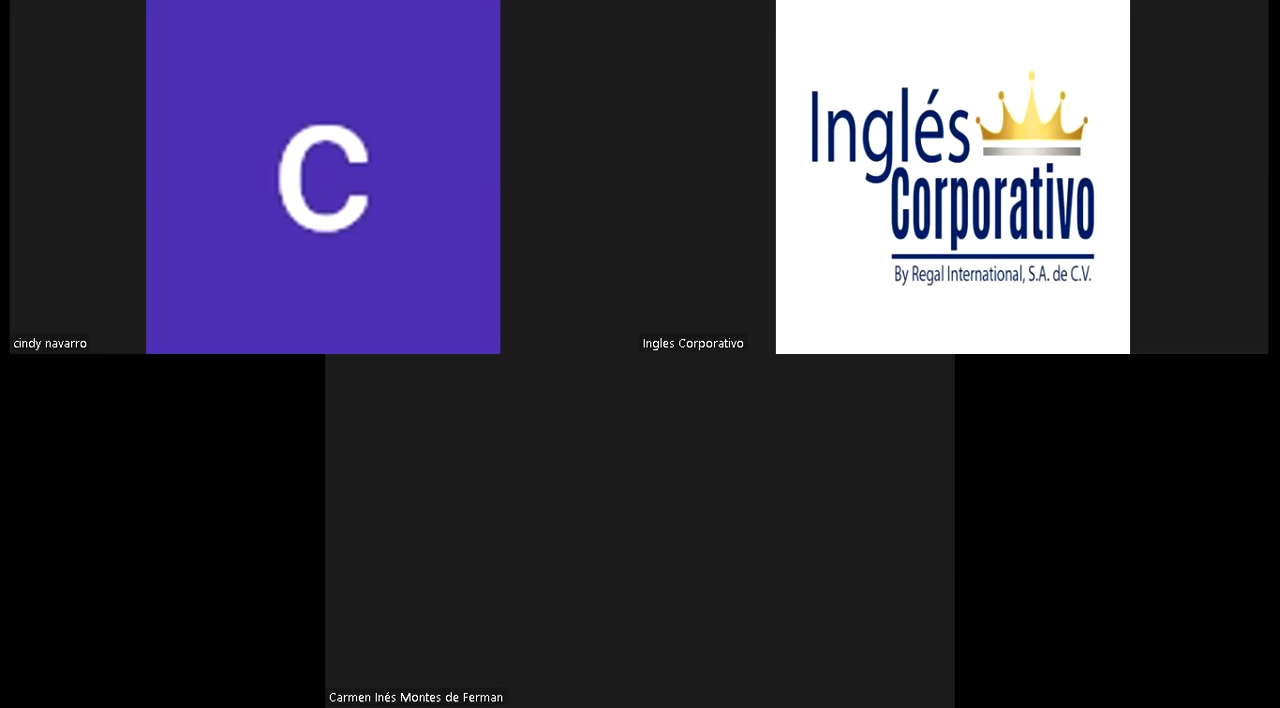 C
cindy navarro
Inglés
Corporativo
By Regal International, S.A. de C.V.
Ingles Corporativo
Carmen Inés Montes de Ferman